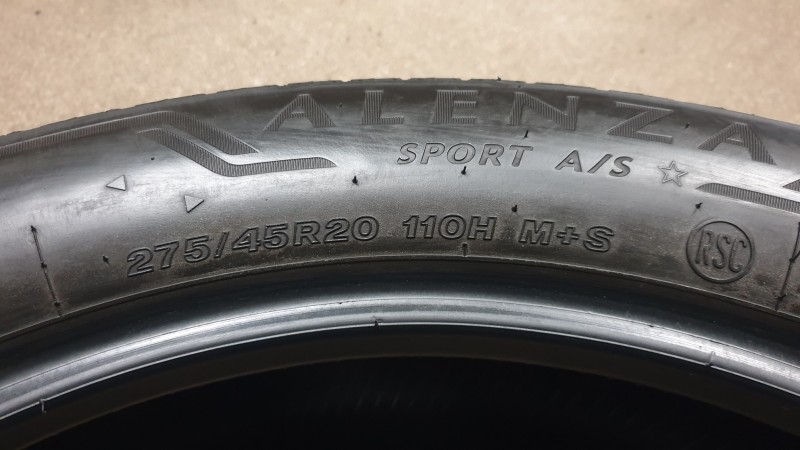 ALENZA
SPORT A/S
275/45R20 110H M+S
RSC